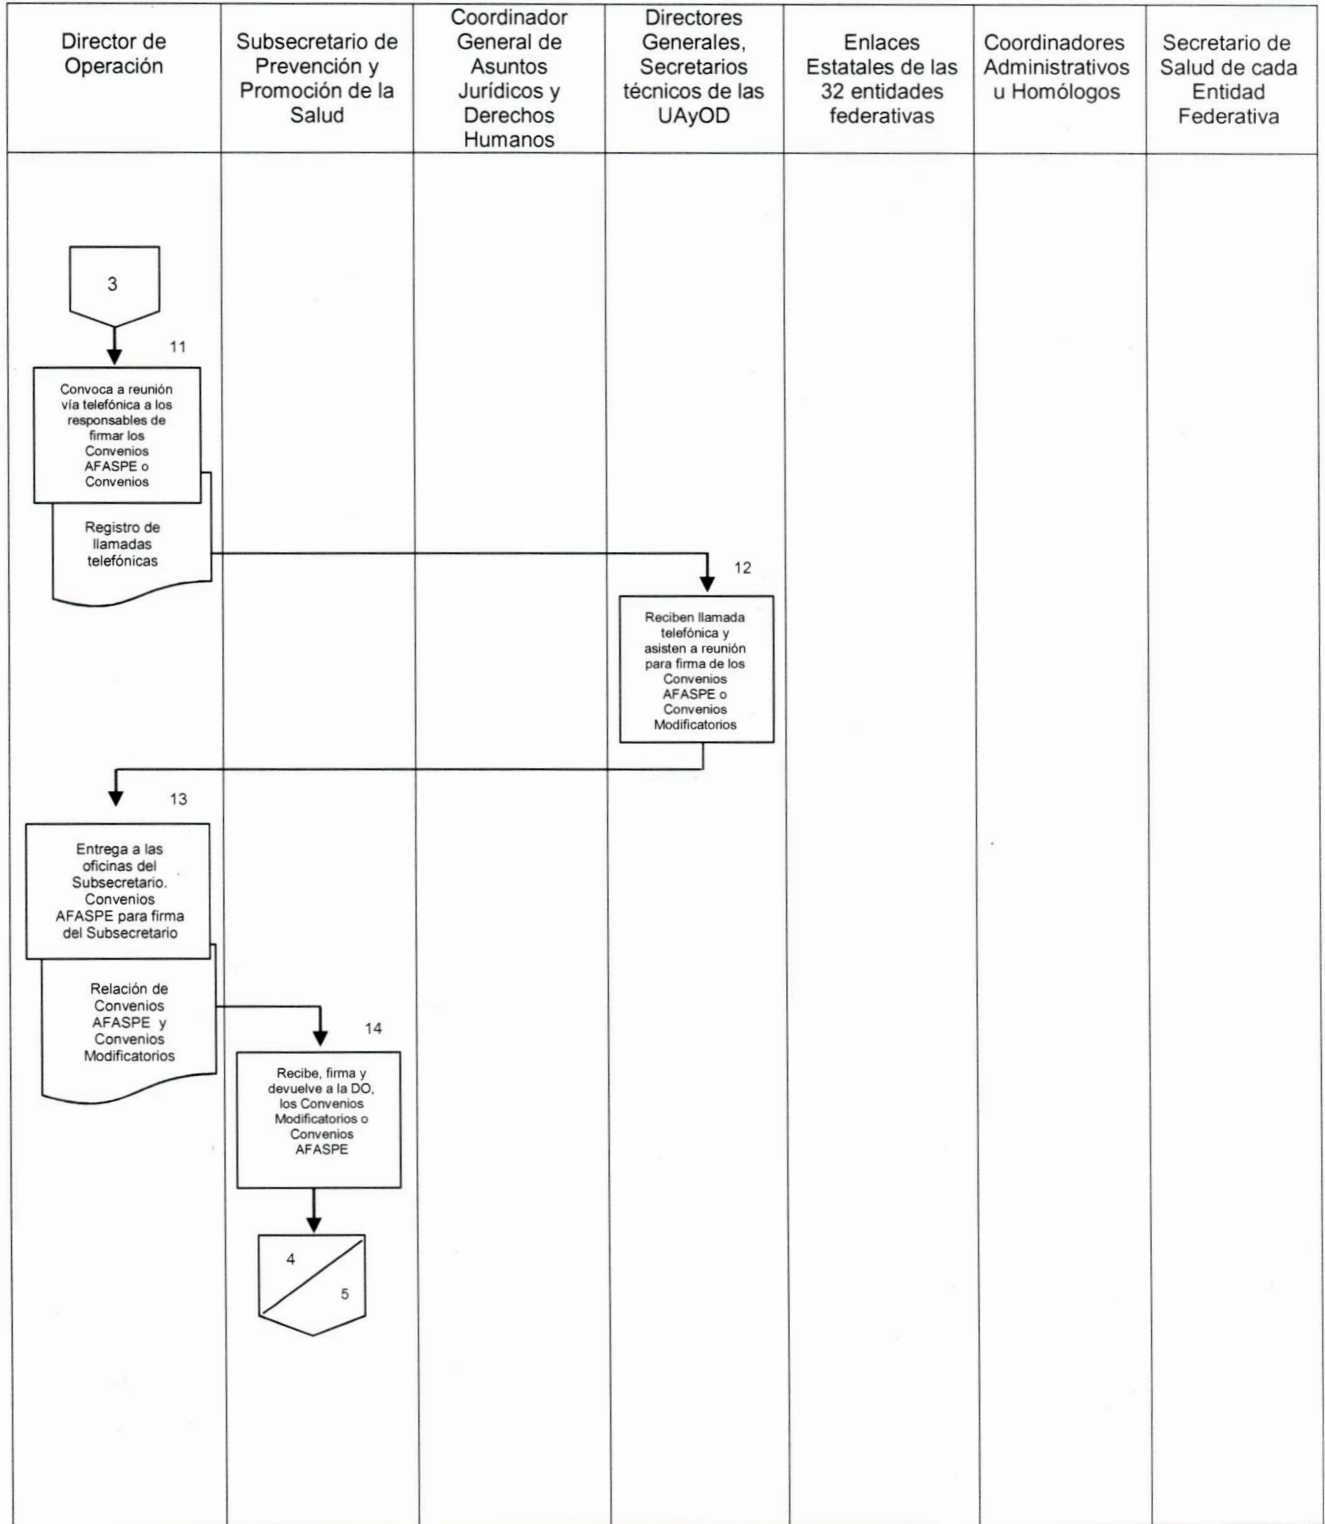 Director de
Operación
Subsecretario de
Prevención y
Promoción de la
Salud
Coordinador
General de
Asuntos
Jurídicos y
Derechos
Humanos
Directores
Generales,
Secretarios
técnicos de las
UAyOD
Enlaces
Estatales de las
32 entidades
federativas
Coordinadores
Administrativos
u Homólogos
Secretario de
Salud de cada
Entidad
Federativa
3
11
Convoca a reunión
vía telefónica a los
responsables de
firmar los
Convenios
AFASPE o
Convenios
Registro de
llamadas
telefónicas
12
Reciben llamada
telefónica y
asisten a reunión
para firma de los
Convenios
AFASPE o
Convenios
Modificatorios
13
Entrega a las
oficinas del
Subsecretario.
Convenios
AFASPE para firma
del Subsecretario
Relación de
Convenios
AFASPE y
Convenios
Modificatorios
14
Recibe, firma y
devuelve a la DO,
los Convenios
Modificatorios o
Convenios
AFASPE
4
5